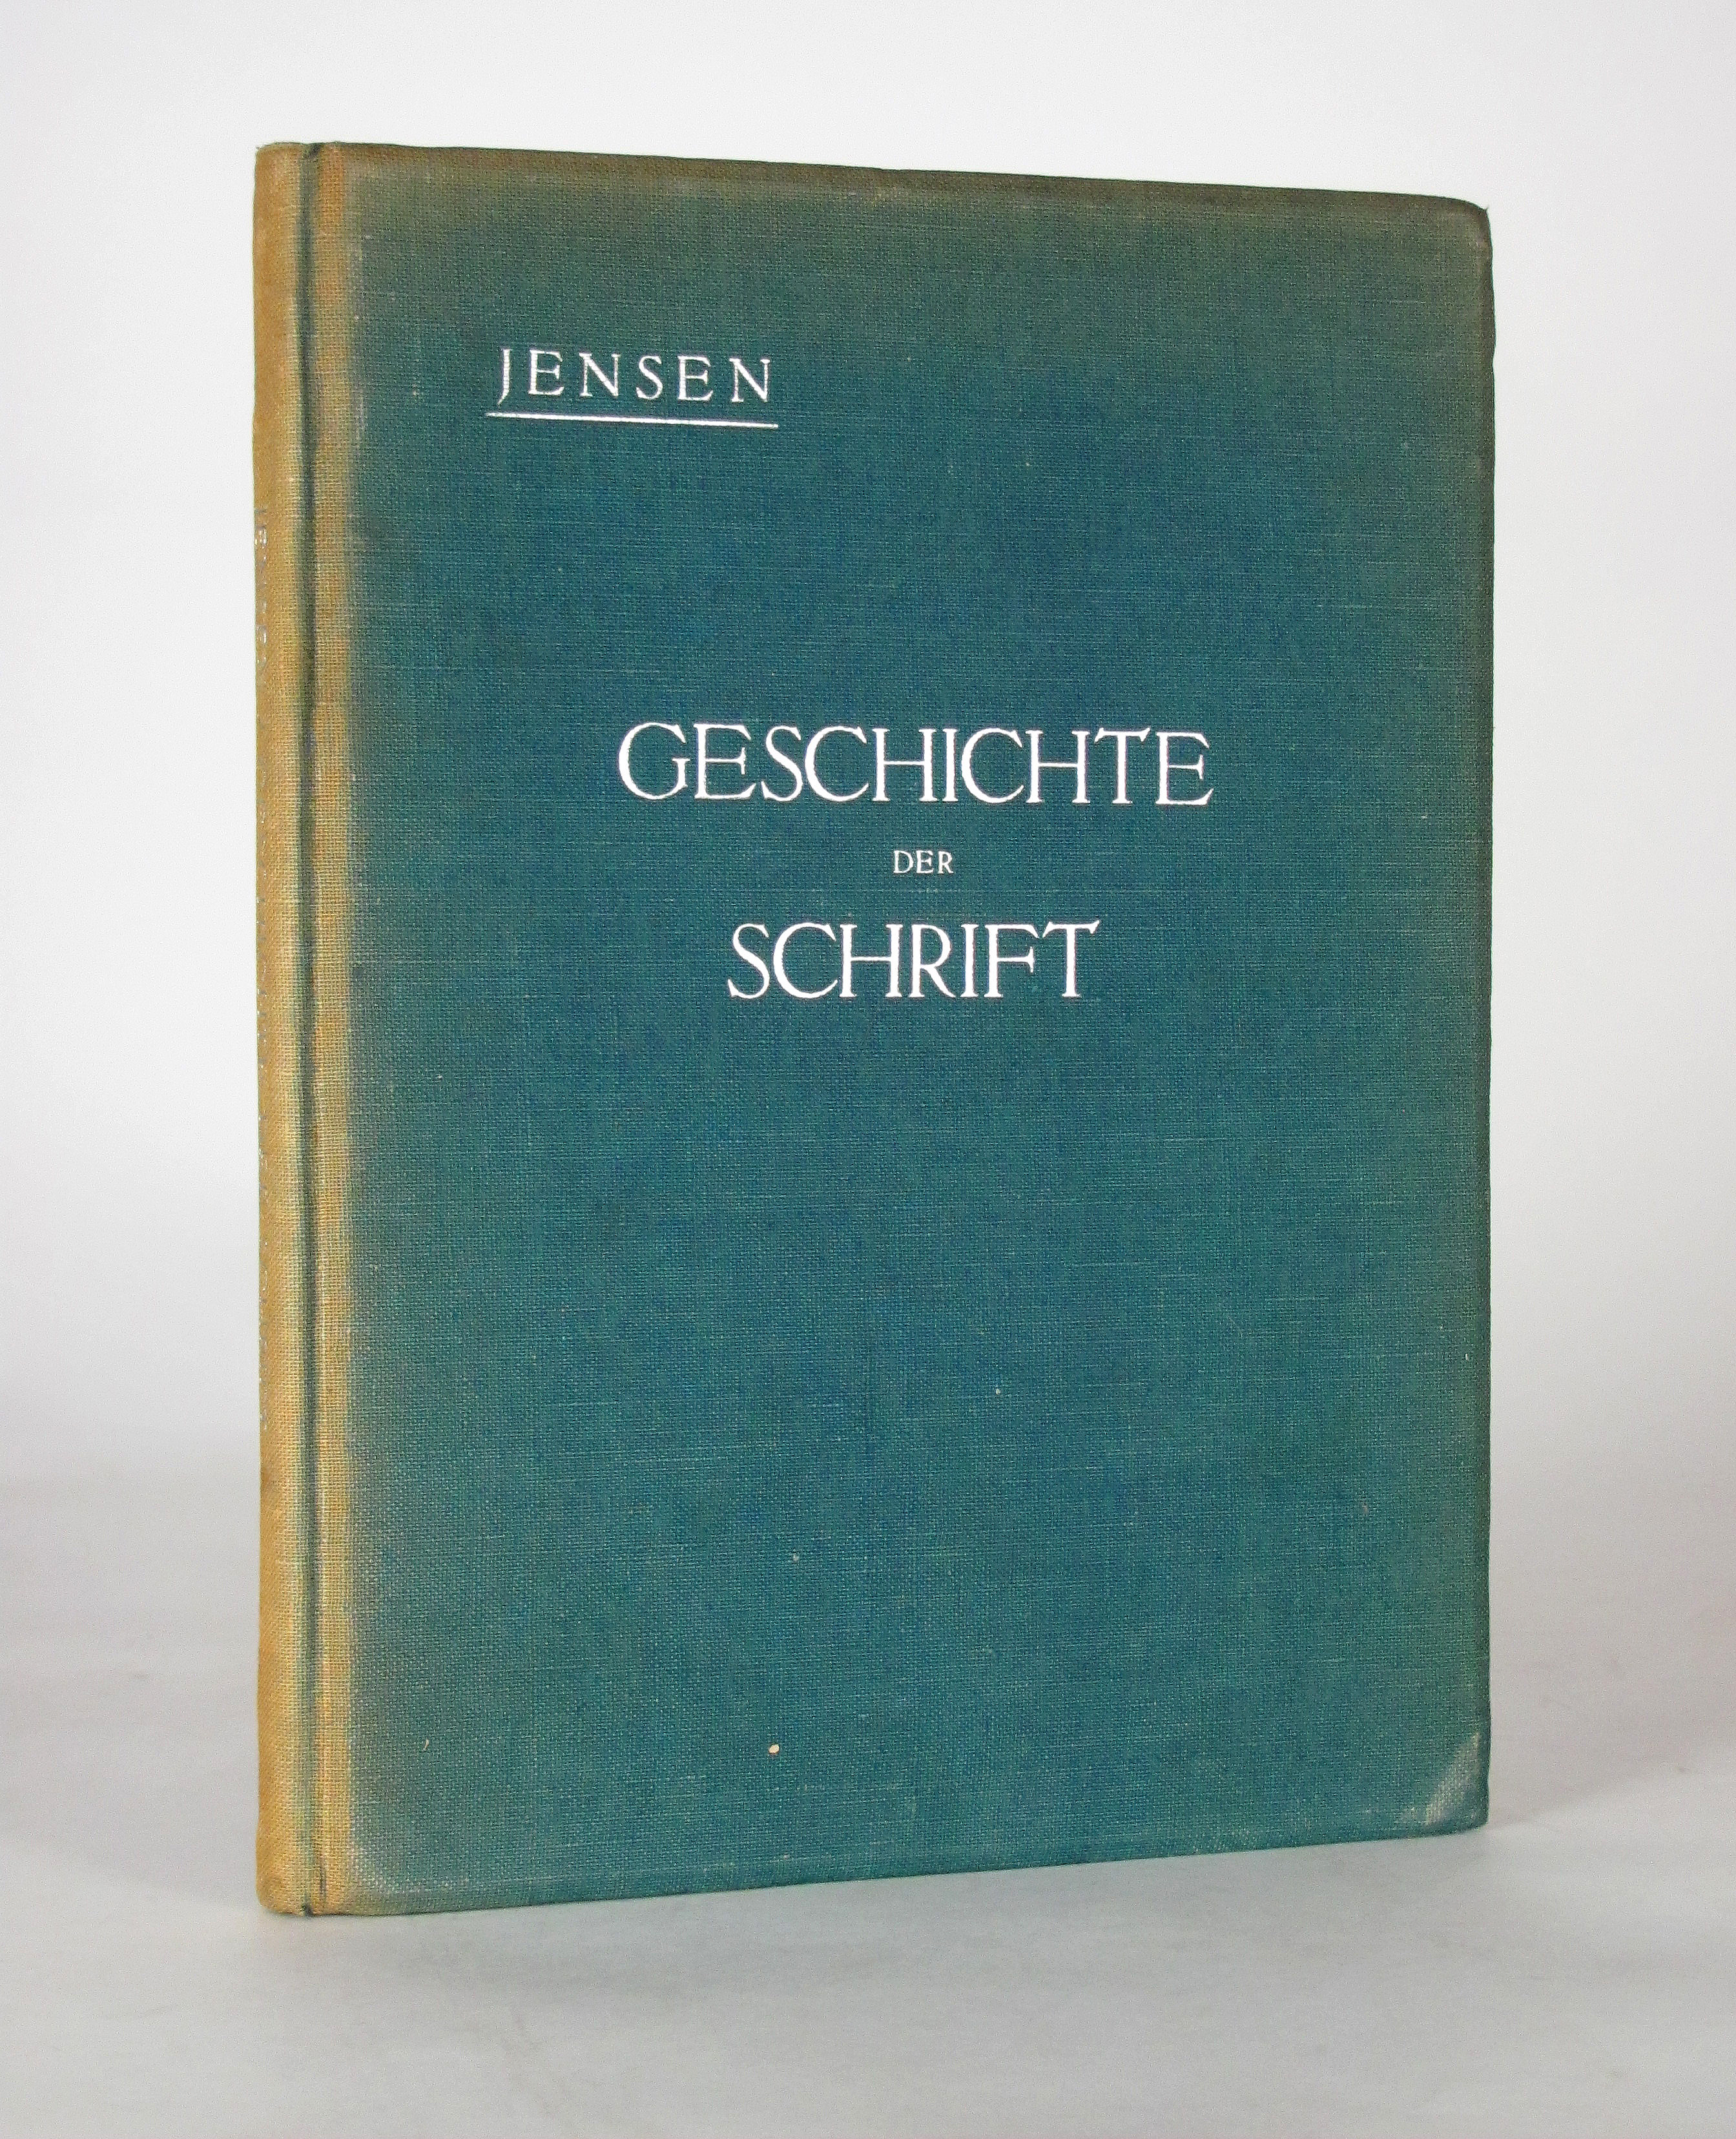 JENSEN
GESCHICHTE
DER
SCHRIFT